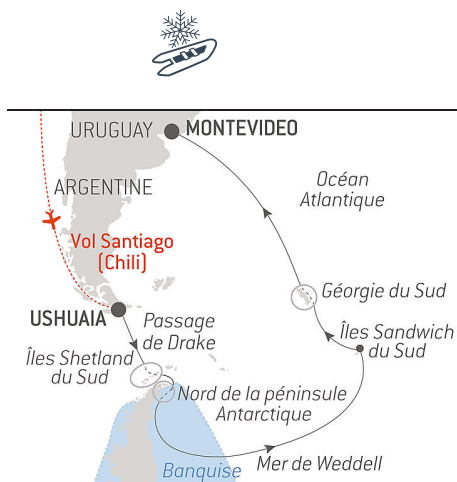 URUGUAY
MONTEVIDEO
Océan
Atlantique
ARGENTINE
Vol Santiago
(Chili)
Géorgie du Sud
USHUAIA
Passage
de Drake
Îles Sandwich
du Sud
Îles Shetland
du Sud
Nord de la péninsule
Antarctique
Banquise
Mer de Weddell